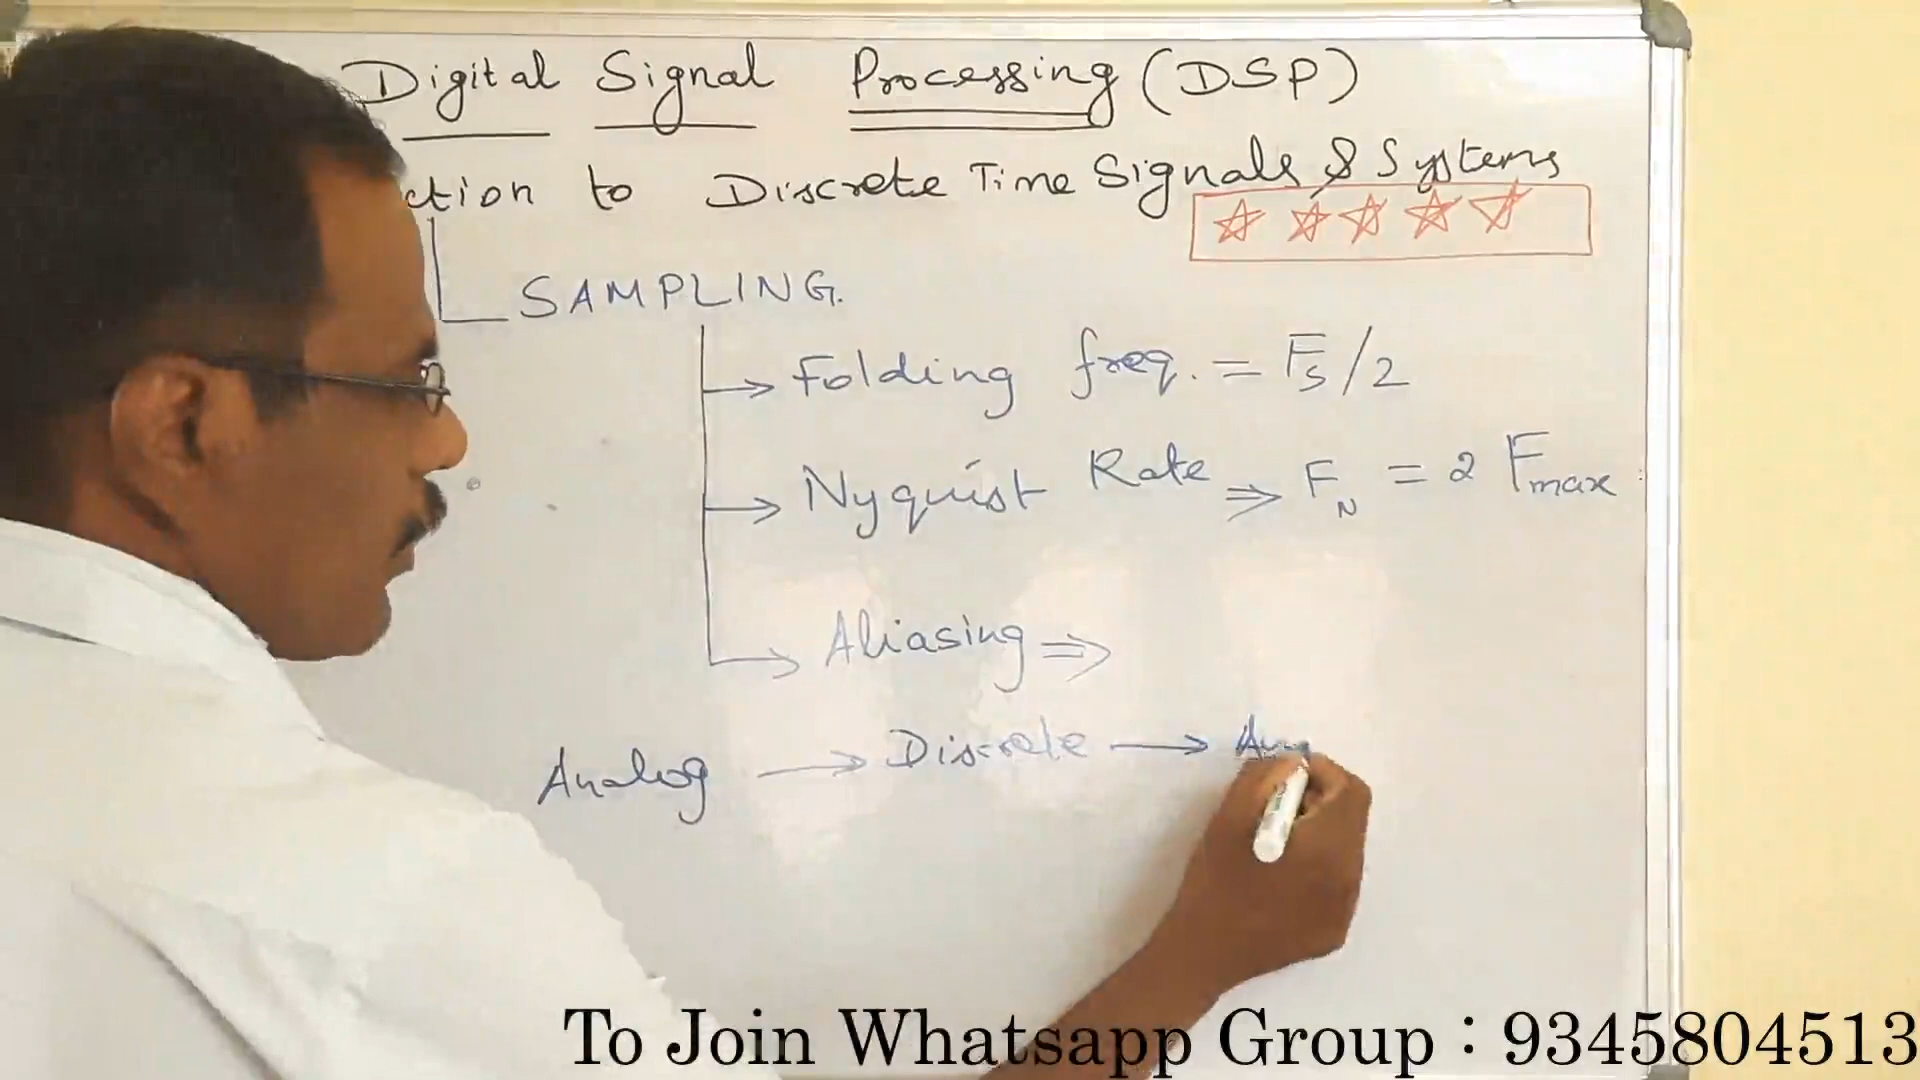 Digital Signal Processing (DSP)
ction to Discrete Time Signals & Systems
SAMPLING.
Folding freq. = Fs/2
Nyquist Rate ⇒ FN = 2 Fmax
Aliasing ⇒
Analog → Discrete → An
To Join Whatsapp Group : 9345804513